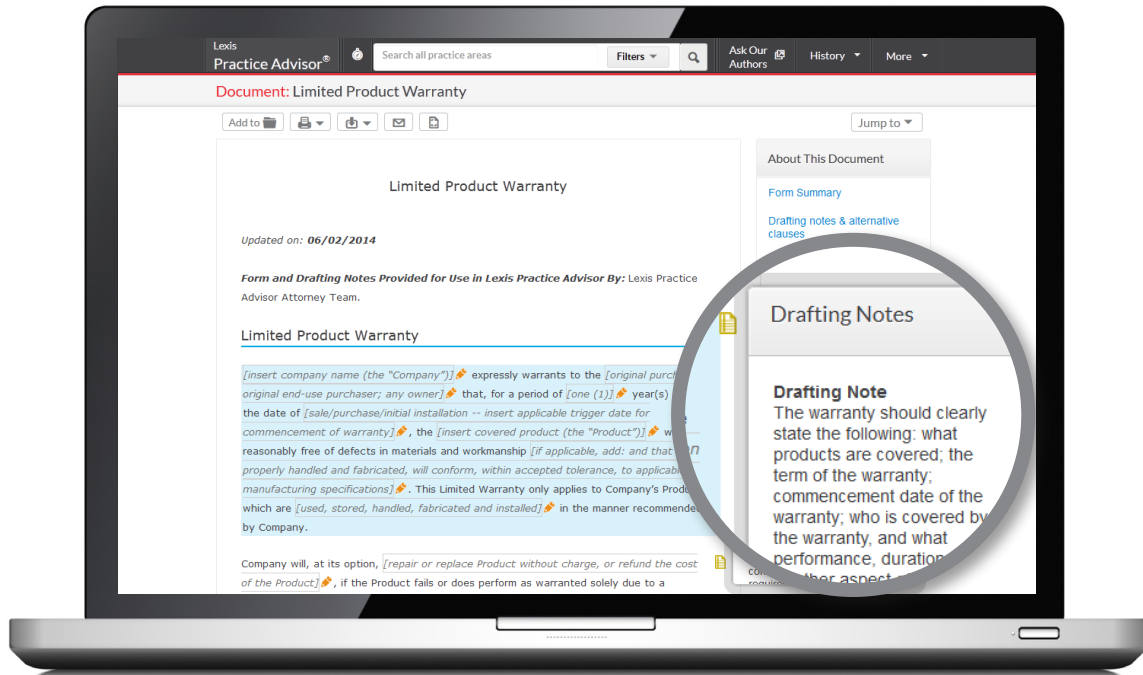 Lexis
Practice Advisor®
Search all practice areas
Filters
Ask Our
Authors
History
More
Document: Limited Product Warranty
Add to
Jump to
Limited Product Warranty
Updated on: 06/02/2014
Form and Drafting Notes Provided for Use in Lexis Practice Advisor By: Lexis Practice
Advisor Attorney Team.
Limited Product Warranty
[insert company name (the "Company")] expressly warrants to the [original
original end-use purchaser; any owner] that, for a period of [one (1)] year(s)
the date of [sale/purchase/initial installation -- insert applicable trigger date for
commencement of warranty], the [insert covered product (the "Product")]
reasonably free of defects in materials and workmanship [if applicable, add: and that
properly handled and fabricated, will conform, within accepted tolerance, to
manufacturing specifications]. This Limited Warranty only applies to Company's
which are [used, stored, handled, fabricated and installed] in the manner recommended
by Company.
Company will, at its option, [repair or replace Product without charge, or refund the cost
of the Product], if the Product fails or does perform as warranted solely due to a
About This Document
Form Summary
Drafting notes & alternative
clauses
Drafting Notes
Drafting Note
The warranty should clearly
state the following: what
products are covered; the
term of the warranty;
commencement date of the
warranty; who is covered by
the warranty, and what
performance, duration
aspect